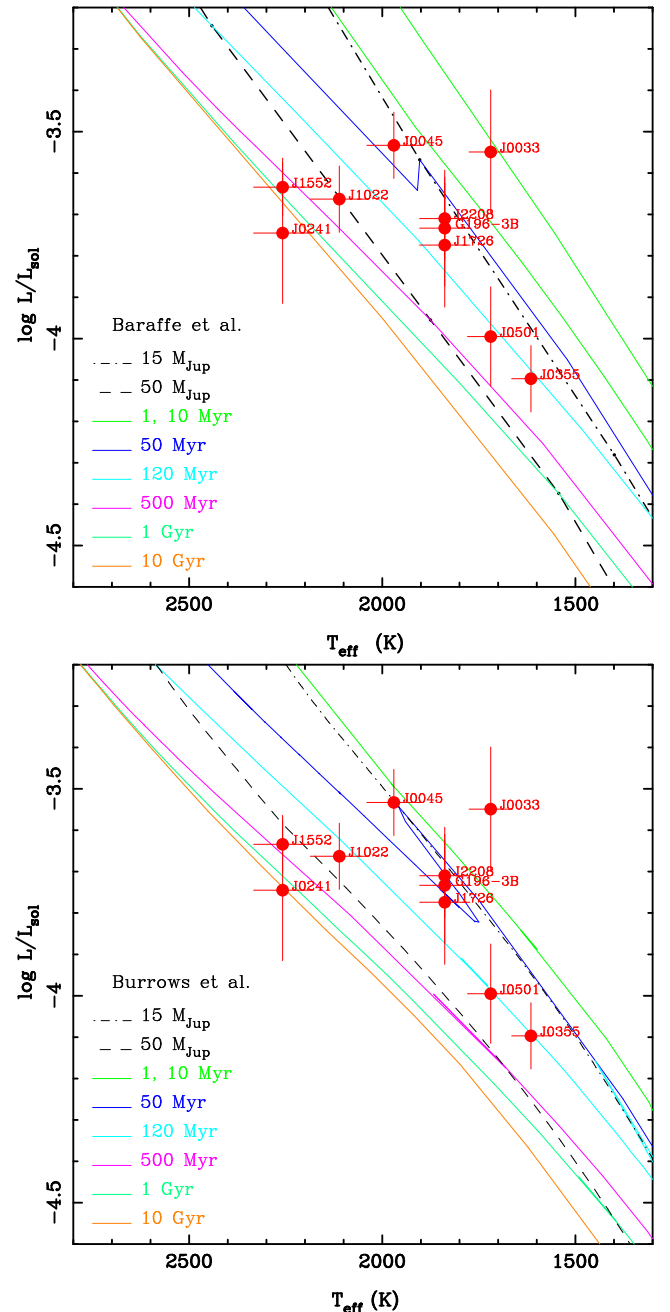 −3.5
−4
−4.5
log L/L_sol
J0045
J0033
J1552
J1022
J2208
G196−3B
J0241
J1726
J0501
J0355
Baraffe et al.
15 M_Jup
50 M_Jup
1, 10 Myr
50 Myr
120 Myr
500 Myr
1 Gyr
10 Gyr
2500 2000 1500
T_eff (K)
−3.5
−4
−4.5
log L/L_sol
J0045
J0033
J1552
J1022
J2208
G196−3B
J0241
J1726
J0501
J0355
Burrows et al.
15 M_Jup
50 M_Jup
1, 10 Myr
50 Myr
120 Myr
500 Myr
1 Gyr
10 Gyr
2500 2000 1500
T_eff (K)